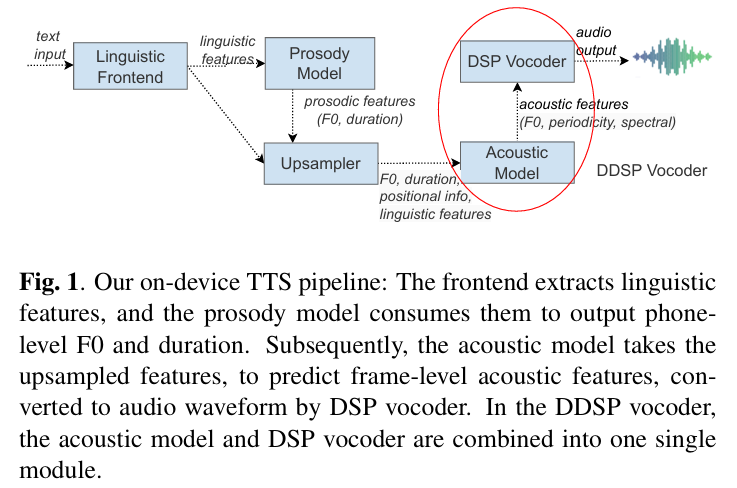 text
input
Linguistic
Frontend
linguistic
features
Prosody
Model
prosodic features
(F0, duration)
Upsampler
F0, duration,
positional info,
linguistic features
Acoustic
Model
acoustic features
(F0, periodicity, spectral)
DSP Vocoder
audio
output
DDSP Vocoder
Fig. 1. Our on-device TTS pipeline: The frontend extracts linguistic
features, and the prosody model consumes them to output phone-
level F0 and duration. Subsequently, the acoustic model takes the
upsampled features, to predict frame-level acoustic features, con-
verted to audio waveform by DSP vocoder. In the DDSP vocoder,
the acoustic model and DSP vocoder are combined into one single
module.